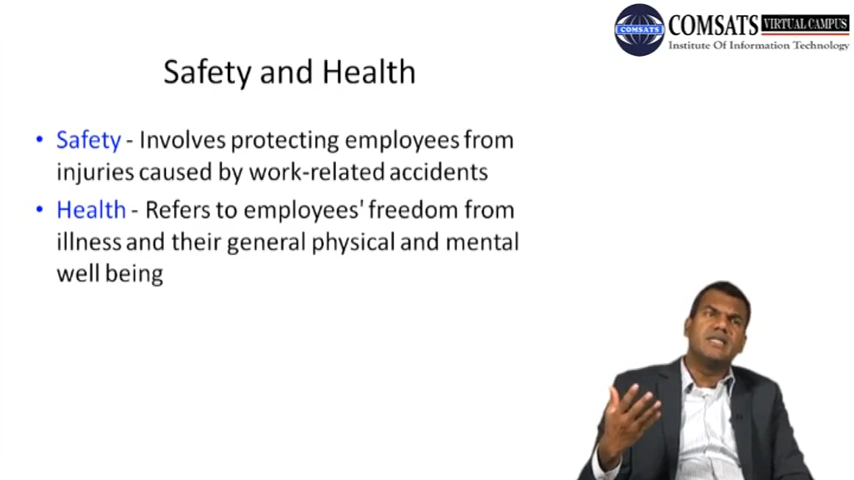 COMSATS VIRTUAL CAMPUS
COMSATS
Institute Of Information Technology
Safety and Health
• Safety - Involves protecting employees from
injuries caused by work-related accidents
• Health - Refers to employees' freedom from
illness and their general physical and mental
well being